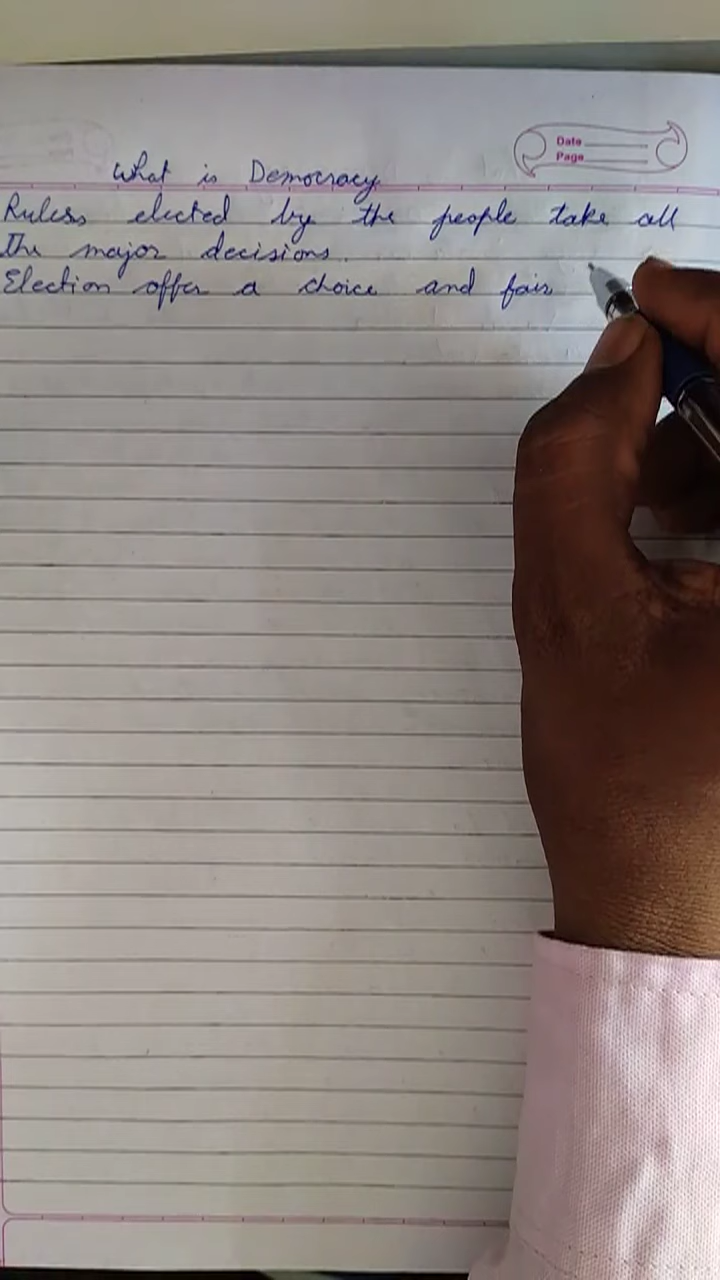 What is Democracy
Date
Page
Rulers elected by the people take all
the major decisions.
Election offer a choice and fair